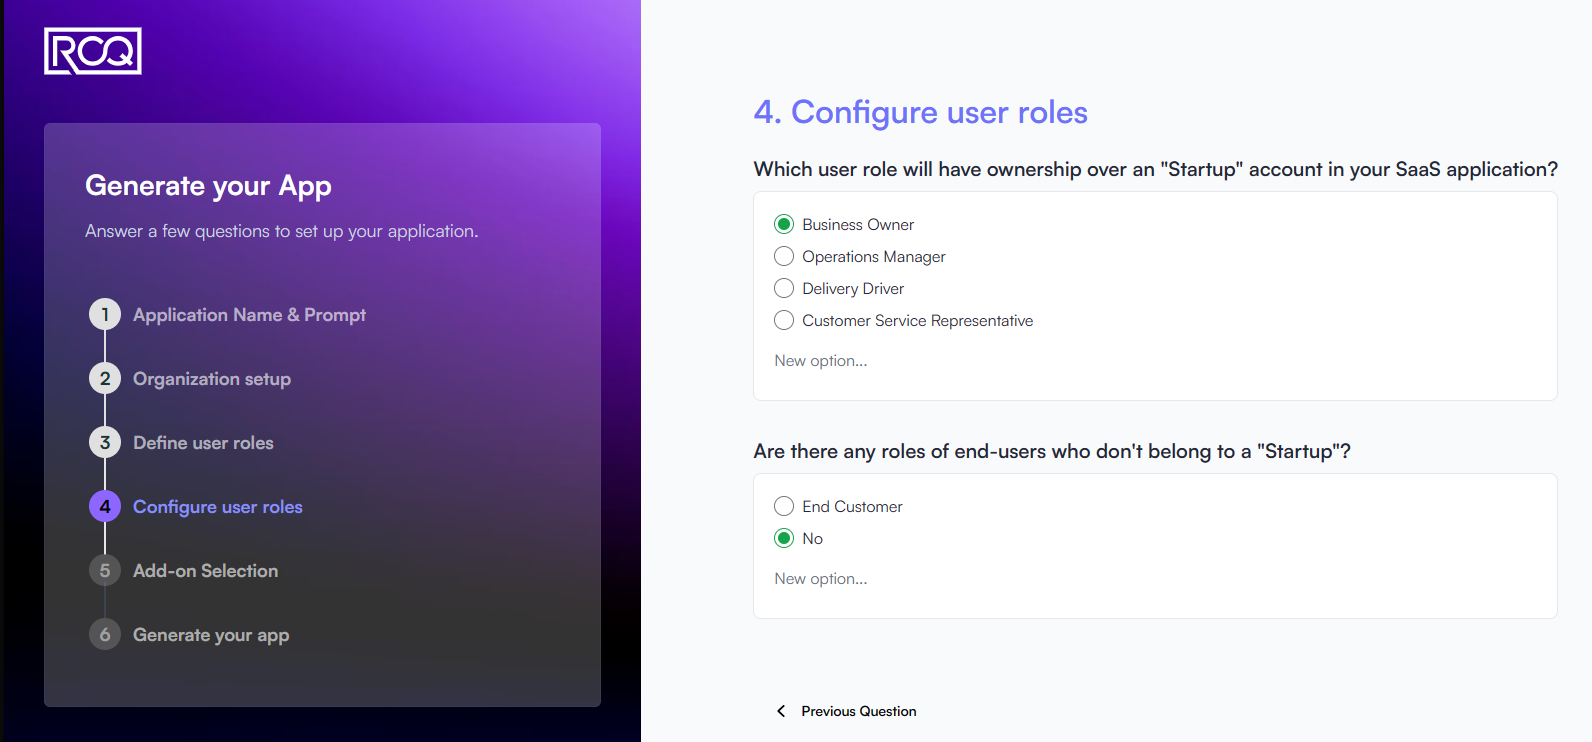 ROQ
Generate your App
Answer a few questions to set up your application.
1 Application Name & Prompt
2 Organization setup
3 Define user roles
4 Configure user roles
5 Add-on Selection
6 Generate your app
4. Configure user roles
Which user role will have ownership over an "Startup" account in your SaaS application?
Business Owner
Operations Manager
Delivery Driver
Customer Service Representative
New option...
Are there any roles of end-users who don't belong to a "Startup"?
End Customer
No
New option...
Previous Question